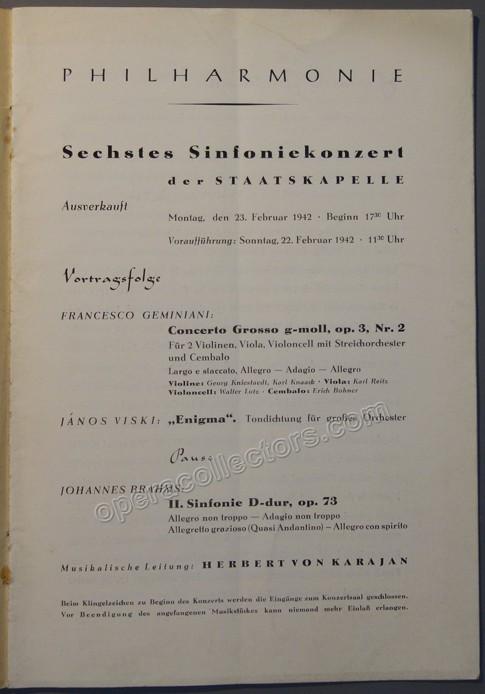 PHILHARMONIE
Sechstes Sinfoniekonzert
der STAATSKAPELLE
Ausverkauft
Montag, den 23. Februar 1942 · Beginn 17³⁰ Uhr
Voraufführung: Sonntag, 22. Februar 1942 · 11³⁰ Uhr
Vortragsfolge
FRANCESCO GEMINIANI:
Concerto Grosso g-moll, op. 3, Nr. 2
Für 2 Violinen, Viola, Violoncell mit Streichorchester
und Cembalo
Largo e staccato, Allegro — Adagio — Allegro
Violine: Georg Kniestaedt, Karl Knaack · Viola: Karl Reitz
Violoncell: Walter Lutz · Cembalo: Erich Bohner
JÁNOS VISKI: „Enigma“. Tondichtung für großes Orchester
Pause
JOHANNES BRAHMS:
II. Sinfonie D-dur, op. 73
Allegro non troppo — Adagio non troppo
Allegretto grazioso (Quasi Andantino) — Allegro con spirito
Musikalische Leitung: HERBERT VON KARAJAN
Beim Klingelzeichen zu Beginn des Konzerts werden die Eingänge zum Konzertsaal geschlossen.
Vor Beendigung des angefangenen Musikstückes kann niemand mehr Einlaß erlangen.
operacollectors.com